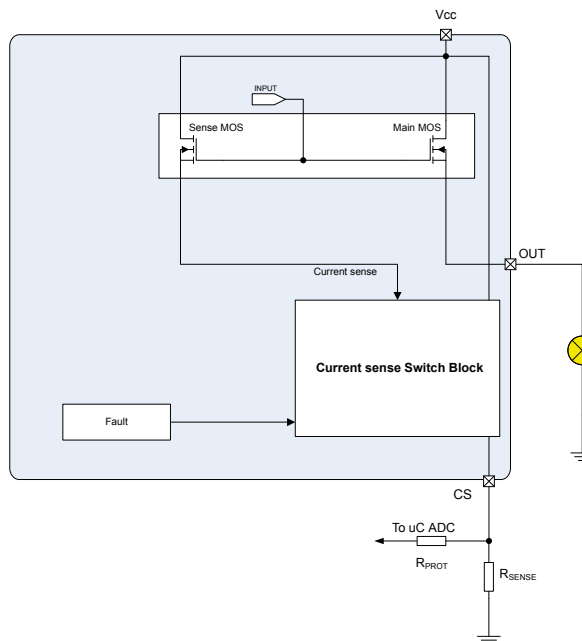 Vcc
INPUT
Sense MOS
Main MOS
OUT
Current sense
Current sense Switch Block
Fault
CS
To uC ADC
RPROT
RSENSE